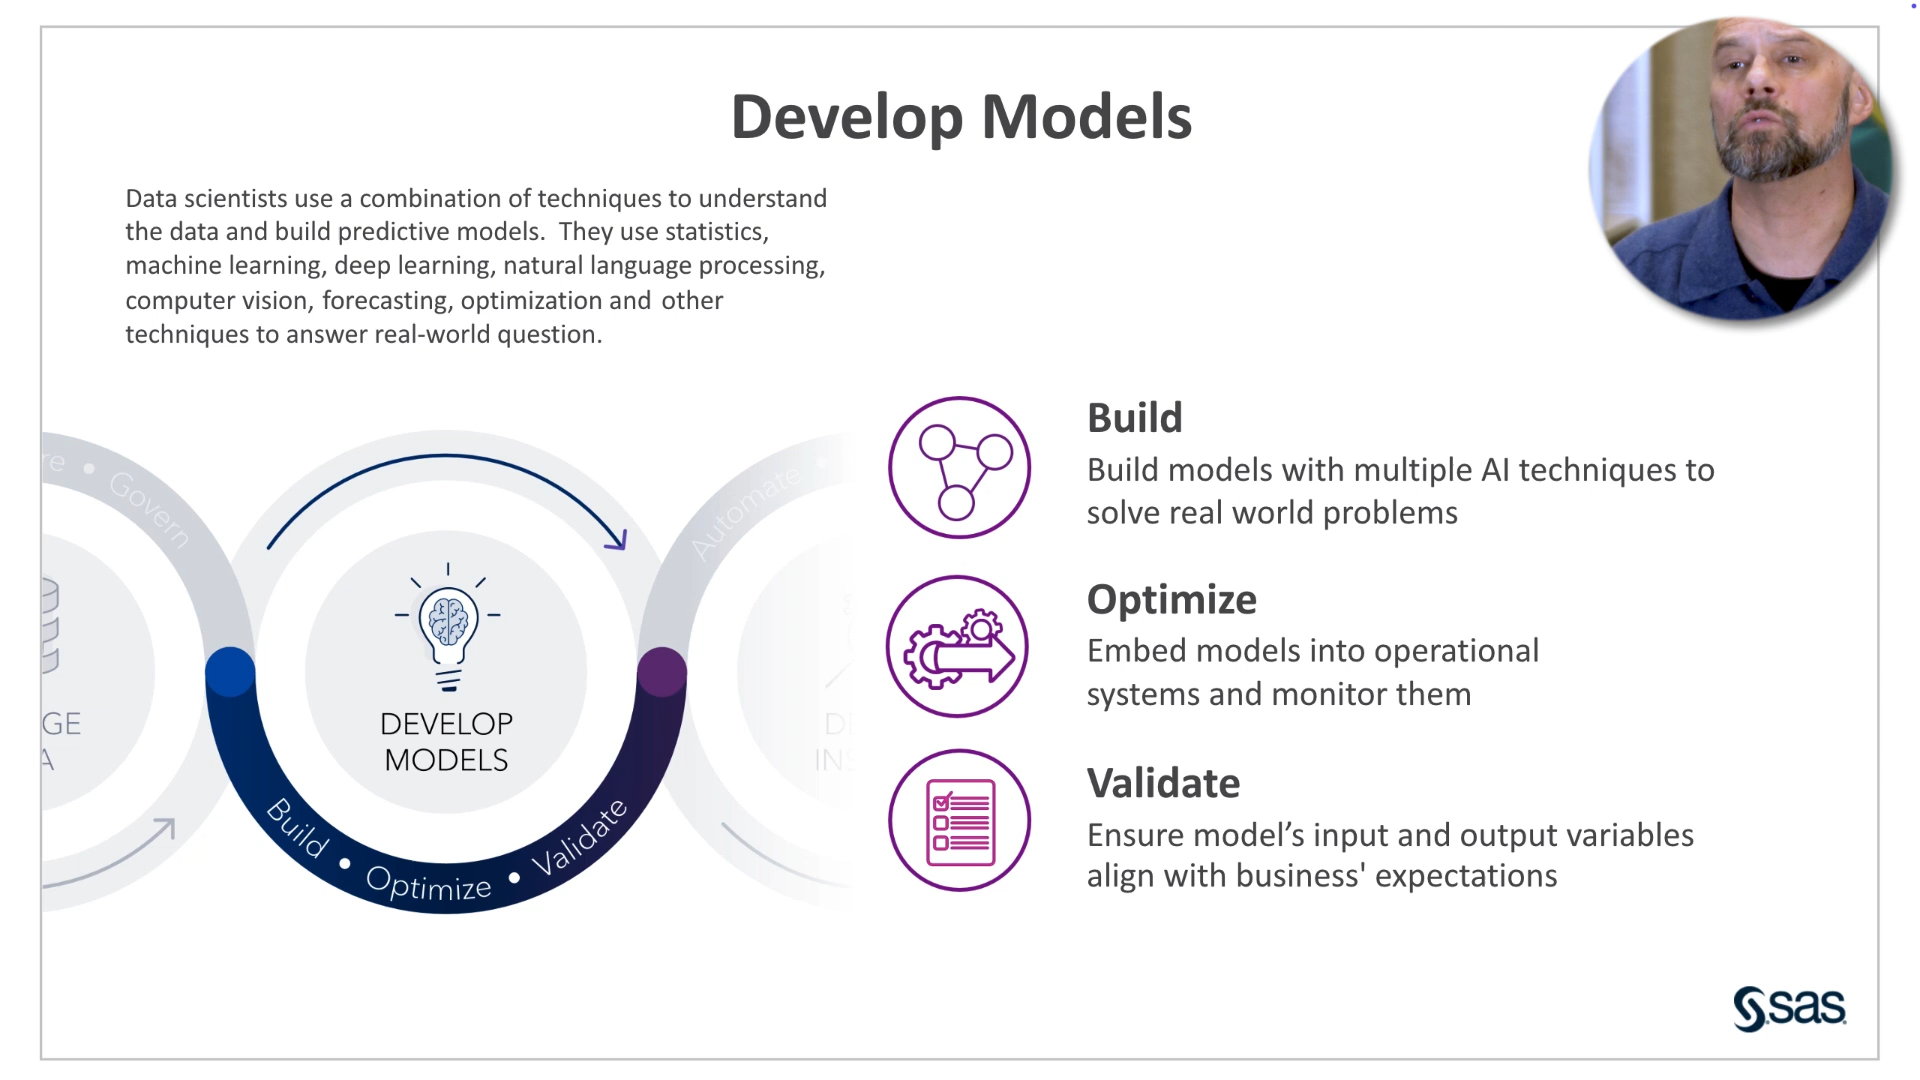 Develop Models
Data scientists use a combination of techniques to understand
the data and build predictive models.  They use statistics,
machine learning, deep learning, natural language processing,
computer vision, forecasting, optimization and other
techniques to answer real-world question.
re • Govern
GE
A
DEVELOP
MODELS
Build • Optimize • Validate
Automate •
D
INS
Build
Build models with multiple AI techniques to
solve real world problems
Optimize
Embed models into operational
systems and monitor them
Validate
Ensure model’s input and output variables
align with business' expectations
sas